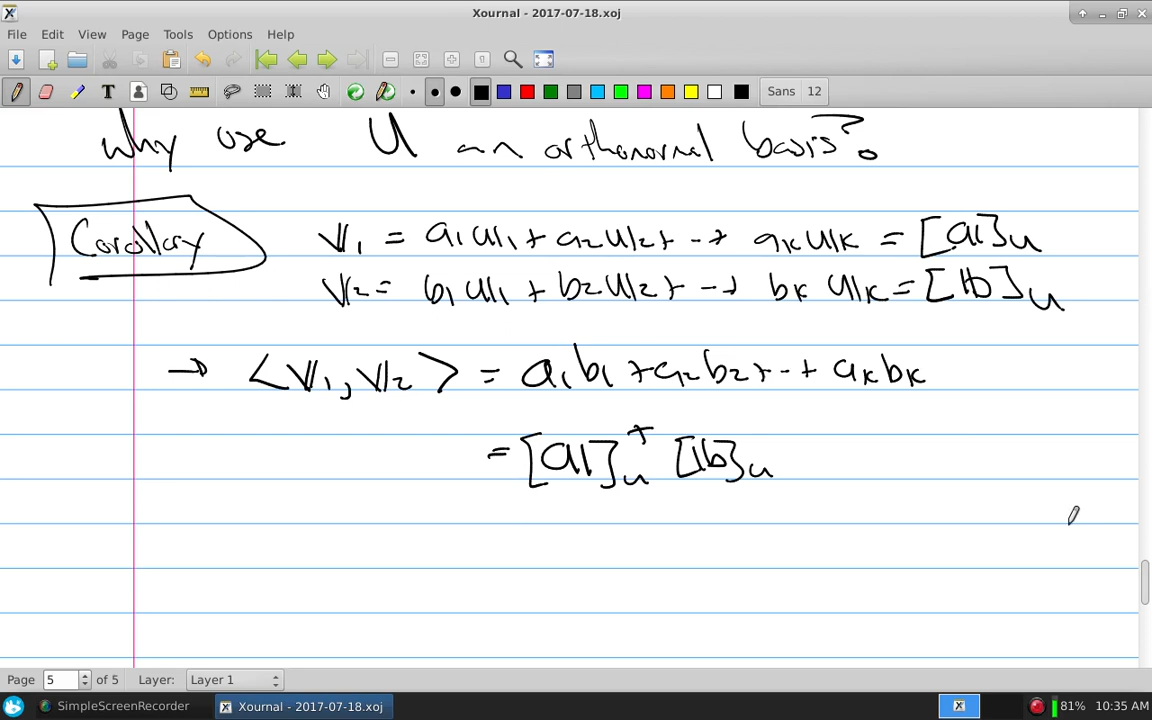 Xournal - 2017-07-18.xoj
File Edit View Page Tools Options Help
Sans 12
Why use U an orthonormal basis?
Corollary
𝕧₁ = a₁𝕦₁ + a₂𝕦₂ + --+ aₖ𝕦ₖ = [𝕒]ᵤ
𝕧₂ = b₁𝕦₁ + b₂𝕦₂ + --+ bₖ𝕦ₖ = [𝕓]ᵤ
→ <𝕧₁, 𝕧₂> = a₁b₁ + a₂b₂ + --+ aₖbₖ
= [𝕒]ᵤᵀ [𝕓]ᵤ
Page 5 of 5 Layer: Layer 1
SimpleScreenRecorder Xournal - 2017-07-18.xoj 81% 10:35 AM